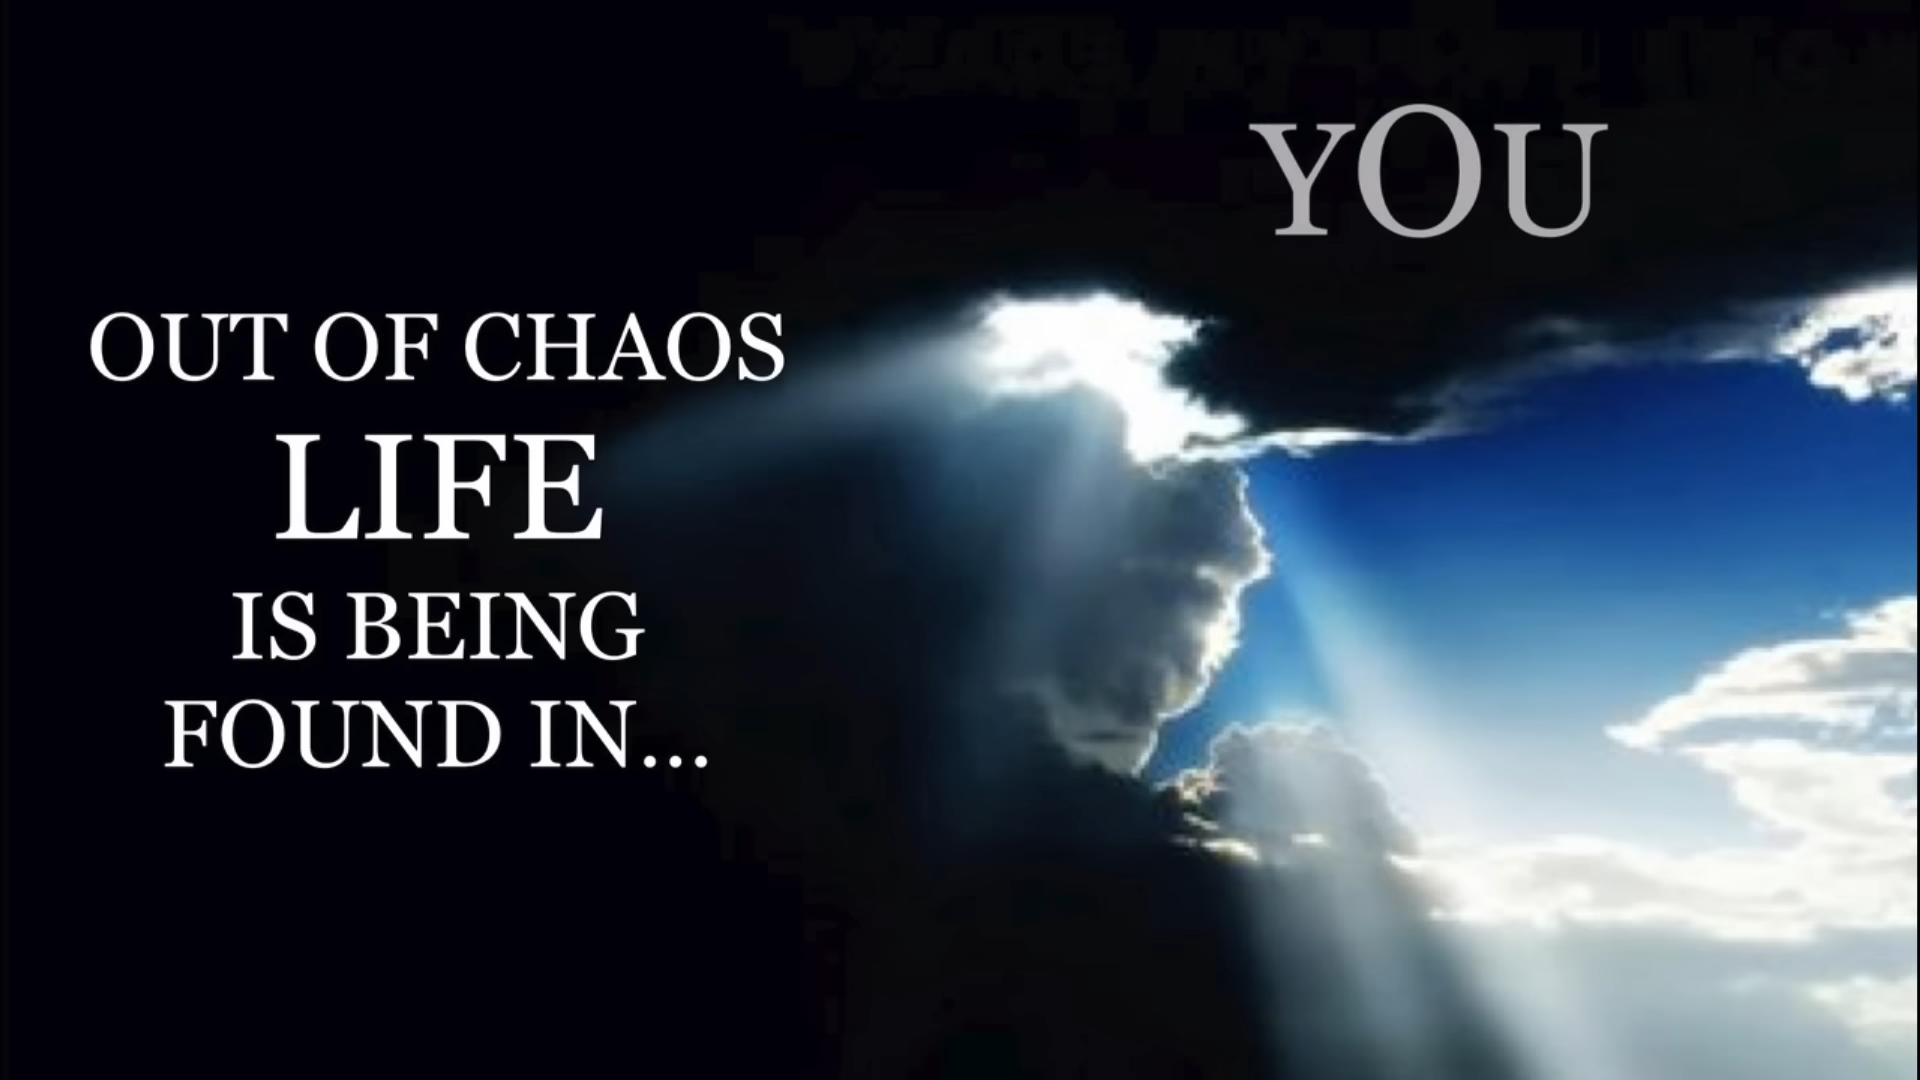 OUT OF CHAOS
LIFE
IS BEING
FOUND IN...
YOU